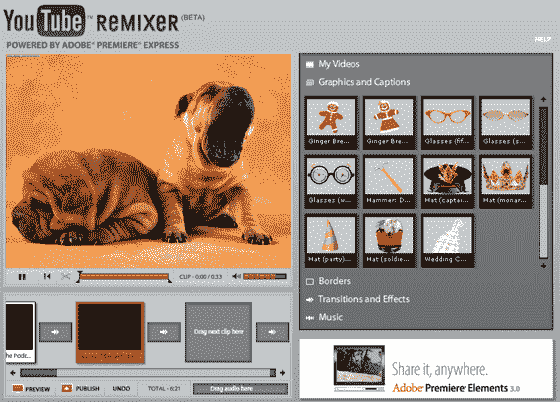 YouTube™ REMIXER (BETA)
POWERED BY ADOBE® PREMIERE® EXPRESS
HELP
My Videos
Graphics and Captions
Ginger Bre...
Ginger Bre...
Glasses (fif...
Glasses (s...
Glasses (w...
Hammer: D...
Hat (captai...
Hat (monar...
Hat (party)
Hat (soldie...
Wedding C...
Borders
Transitions and Effects
Music
CLIP - 0:00 / 0:33
he Podc...
Drag next clip here
PREVIEW
PUBLISH
UNDO
TOTAL - 6:21
Drag audio here
Share it, anywhere.
Adobe® Premiere® Elements 3.0